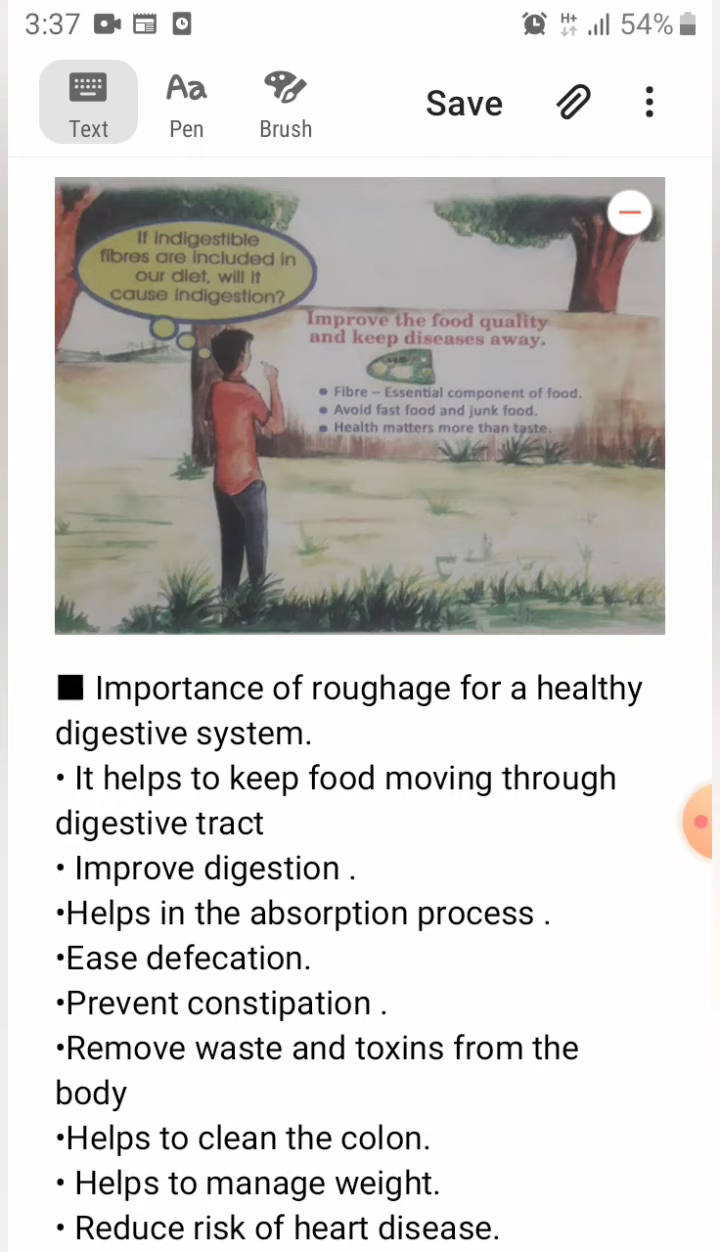 3:37
H+
54%
Text
Aa
Pen
Brush
Save
If indigestible
fibres are included in
our diet, will it
cause indigestion?
Improve the food quality
and keep diseases away.
• Fibre – Essential component of food.
• Avoid fast food and junk food.
• Health matters more than taste.
■ Importance of roughage for a healthy
digestive system.
• It helps to keep food moving through
digestive tract
• Improve digestion .
•Helps in the absorption process .
•Ease defecation.
•Prevent constipation .
•Remove waste and toxins from the
body
•Helps to clean the colon.
• Helps to manage weight.
• Reduce risk of heart disease.